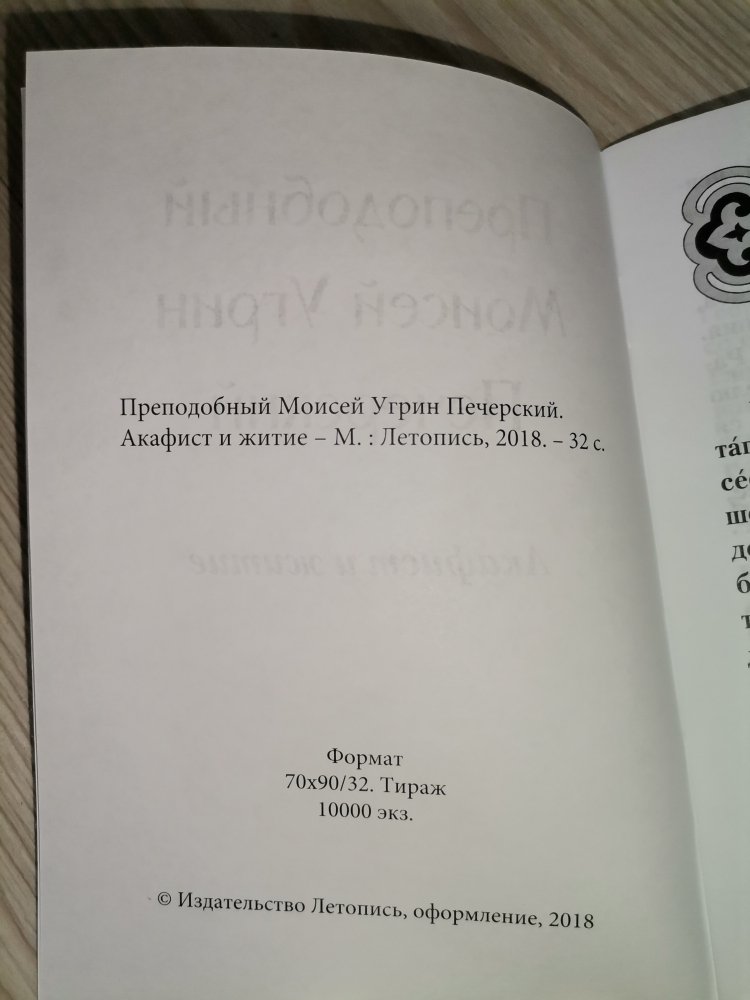 Преподобный Моисей Угрин Печерский.
Акафист и житие – М. : Летопись, 2018. – 32 с.
Формат
70х90/32. Тираж
10000 экз.
© Издательство Летопись, оформление, 2018